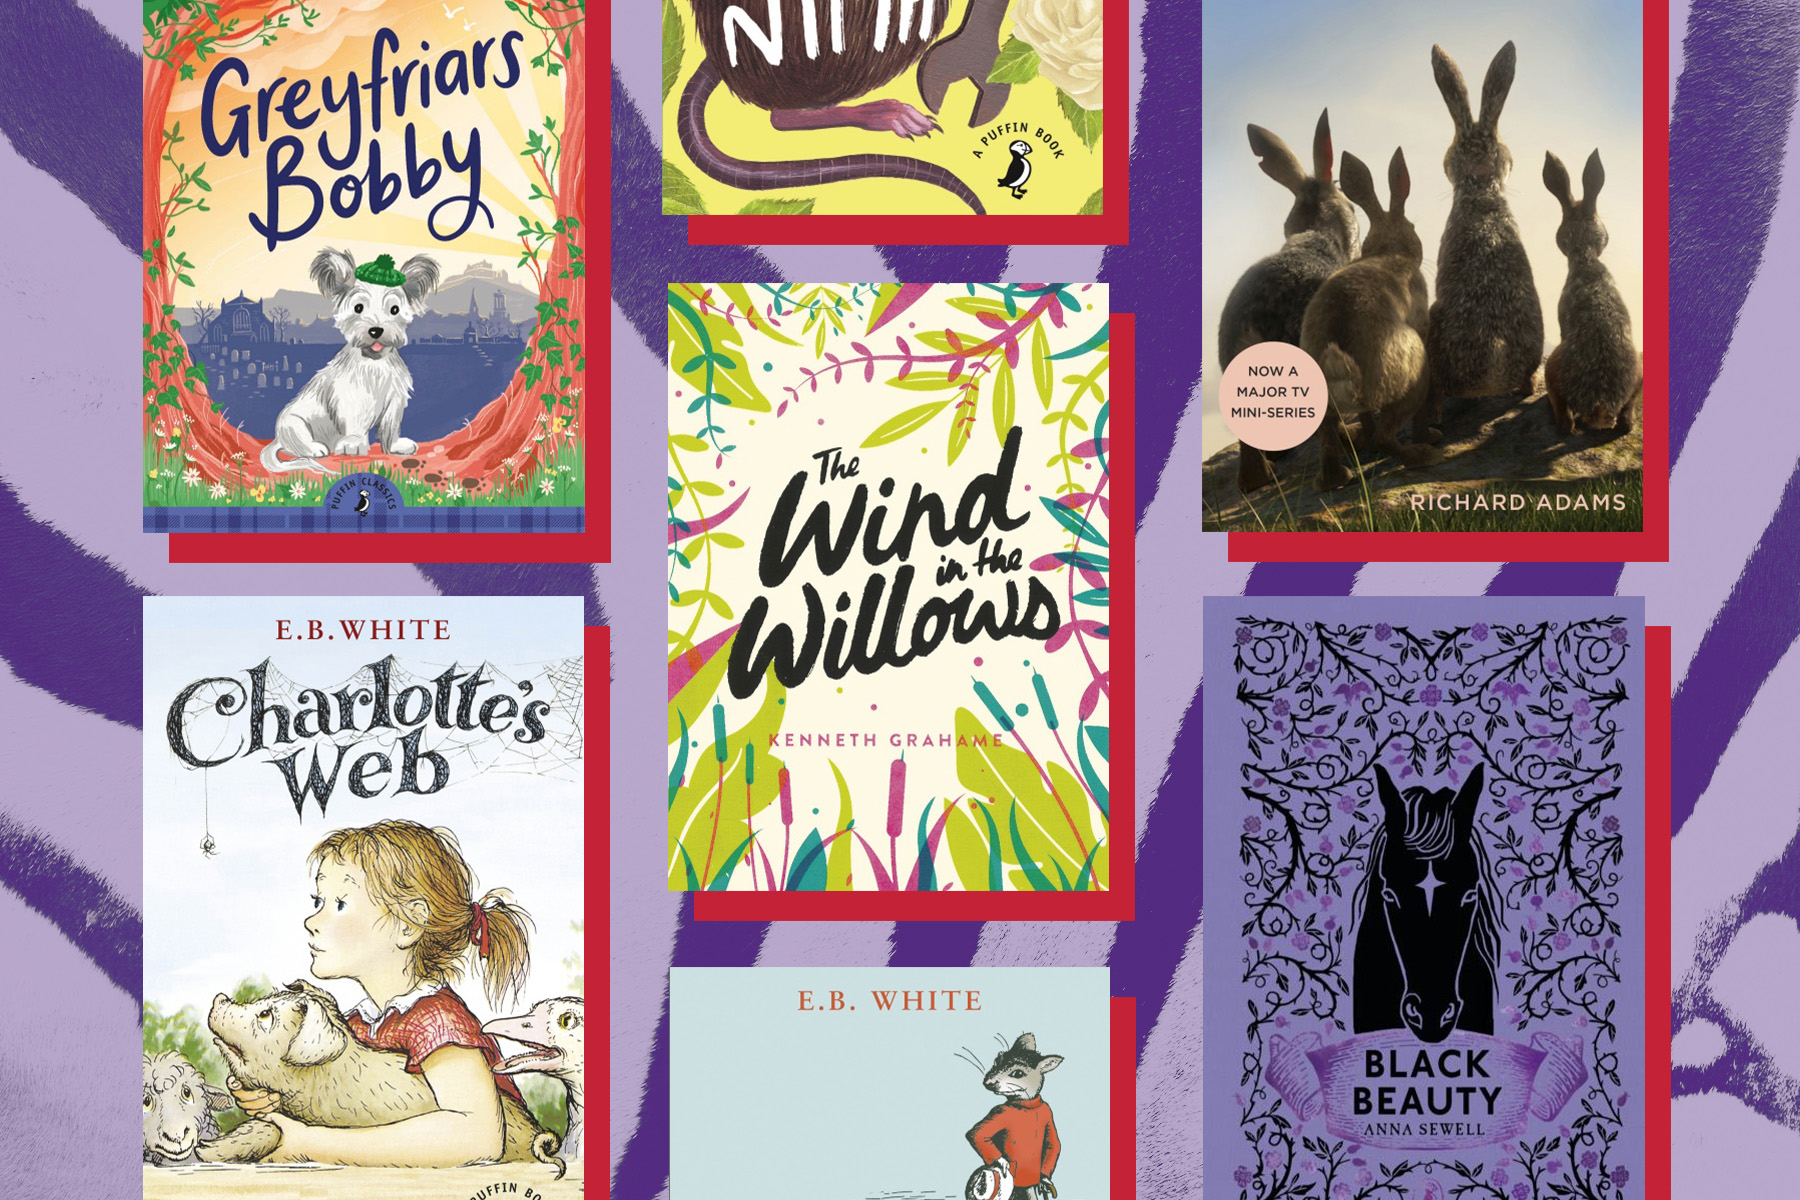 Greyfriars
Bobby
PUFFIN CLASSICS
E.B.WHITE
Charlotte's
Web
NIMH
A PUFFIN BOOK
The
Wind
in the
Willows
KENNETH GRAHAME
E.B. WHITE
NOW A
MAJOR TV
MINI-SERIES
RICHARD ADAMS
BLACK
BEAUTY
ANNA SEWELL